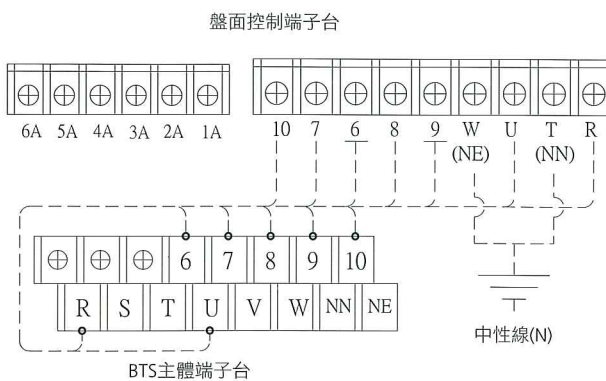 盤面控制端子台
6A 5A 4A 3A 2A 1A
10 7 6 8 9 W U T R
(NE) (NN)
6 7 8 9 10
R S T U V W NN NE
中性線(N)
BTS主體端子台